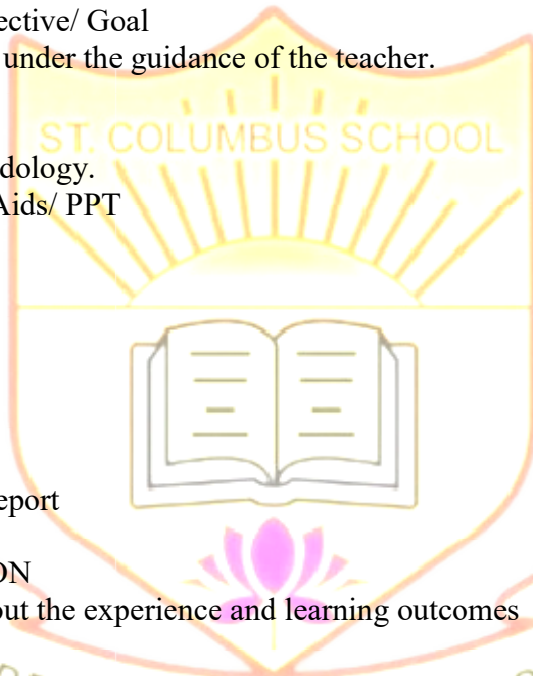 ective/ Goal
under the guidance of the teacher.
ST. COLUMBUS SCHOOL
dology.
Aids/ PPT
eport
ON
out the experience and learning outcomes